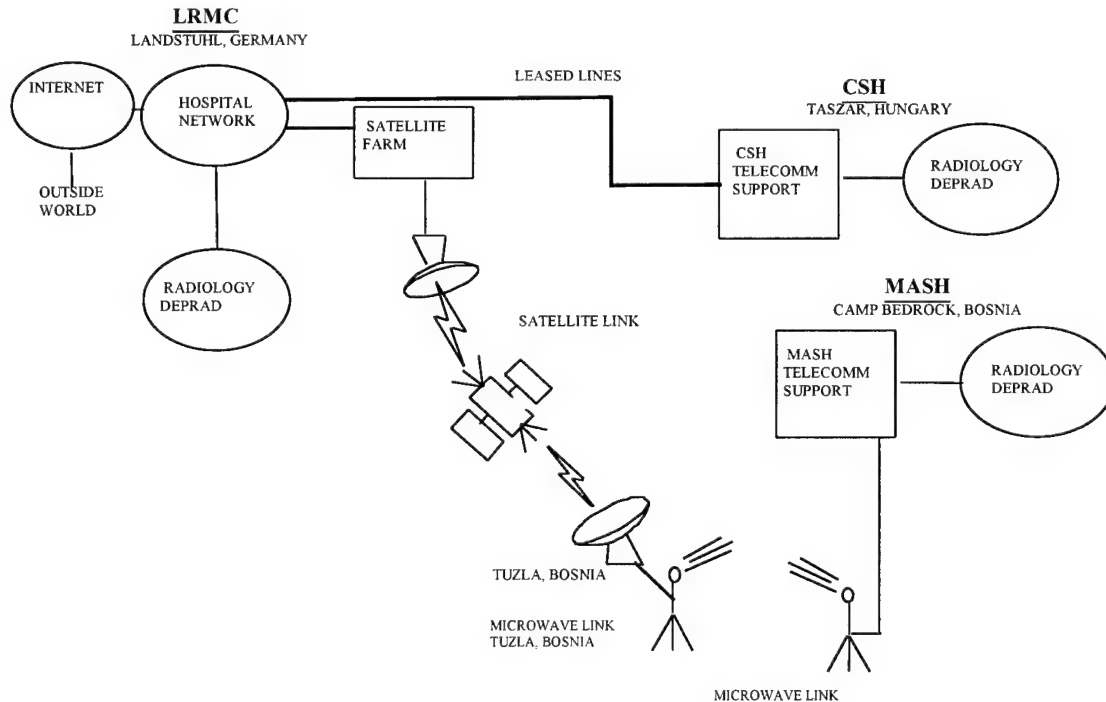 LRMC
LANDSTUHL, GERMANY
INTERNET
HOSPITAL
NETWORK
LEASED LINES
SATELLITE
FARM
CSH
TASZAR, HUNGARY
CSH
TELECOMM
SUPPORT
RADIOLOGY
DEPRAD
OUTSIDE
WORLD
RADIOLOGY
DEPRAD
SATELLITE LINK
MASH
CAMP BEDROCK, BOSNIA
MASH
TELECOMM
SUPPORT
RADIOLOGY
DEPRAD
TUZLA, BOSNIA
MICROWAVE LINK
TUZLA, BOSNIA
MICROWAVE LINK